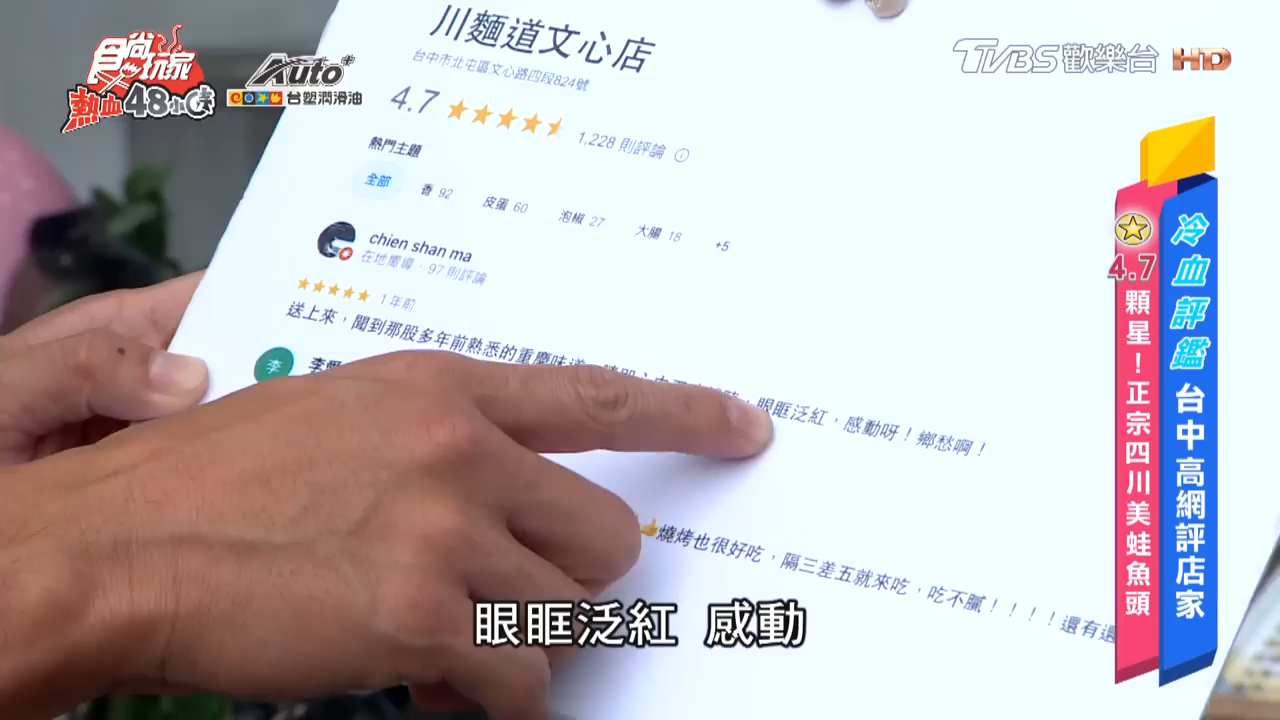 食尚玩家
熱血48小時
Auto
台塑潤滑油
TVBS歡樂台 HD
川麵道文心店
台中市北屯區文心路四段824號
4.7 1,228 則評論
熱門主題
全部 香 92 皮蛋 60 泡椒 27 大腸 18 +5
chien shan ma
在地嚮導·97 則評論
1 年前
送上來，聞到那股多年前熟悉的重慶味道 眼眶泛紅，感動呀！鄉愁啊！
李 李
燒烤也很好吃，隔三差五就來吃，吃不膩！！！！還有還
冷血評鑑 台中高網評店家
4.7顆星！正宗四川美蛙魚頭
眼眶泛紅 感動